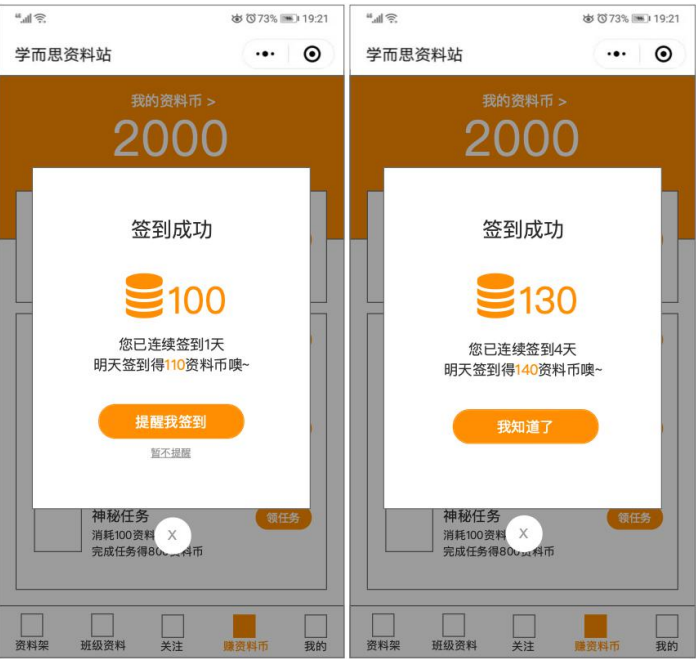 73% 19:21
学而思资料站
我的资料币 >
2000
签到成功
100
您已连续签到1天
明天签到得110资料币噢~
提醒我签到
暂不提醒
神秘任务
领任务
消耗100资料
X
完成任务得800资料币
资料架 班级资料 关注 赚资料币 我的
73% 19:21
学而思资料站
我的资料币 >
2000
签到成功
130
您已连续签到4天
明天签到得140资料币噢~
我知道了
神秘任务
领任务
消耗100资料
X
完成任务得800资料币
资料架 班级资料 关注 赚资料币 我的